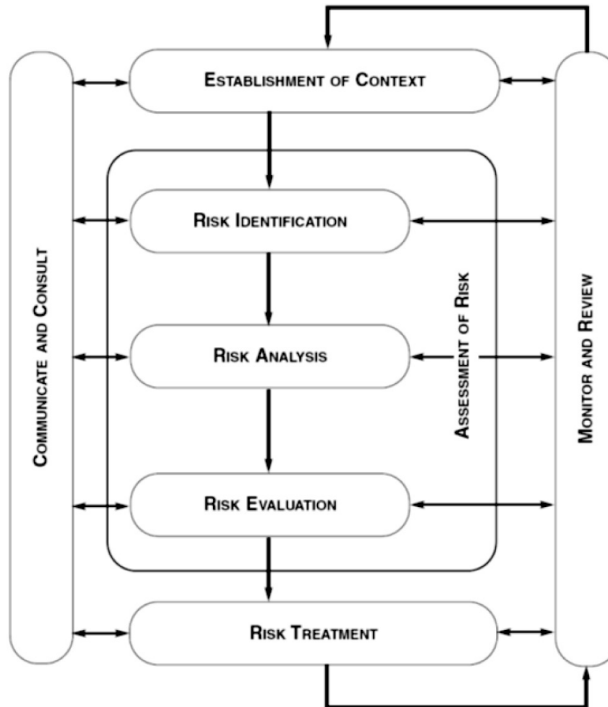 Establishment of Context
Communicate and Consult
Risk Identification
Risk Analysis
Risk Evaluation
Assessment of Risk
Monitor and Review
Risk Treatment